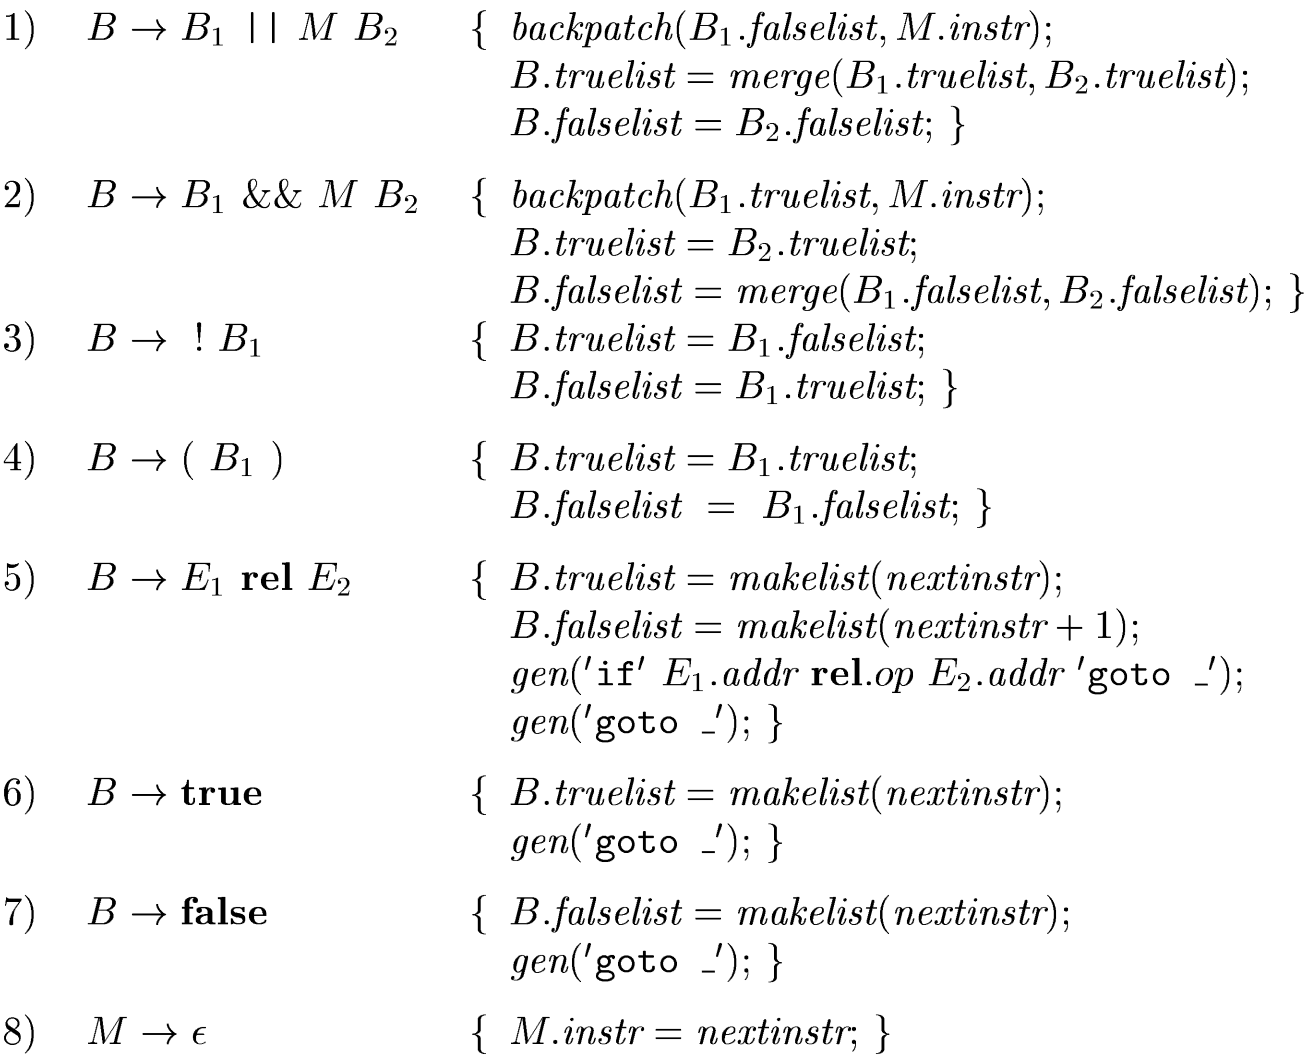 1) B → B₁ || M B₂ { backpatch(B₁.falselist, M.instr);
B.truelist = merge(B₁.truelist, B₂.truelist);
B.falselist = B₂.falselist; }
2) B → B₁ && M B₂ { backpatch(B₁.truelist, M.instr);
B.truelist = B₂.truelist;
B.falselist = merge(B₁.falselist, B₂.falselist); }
3) B → ! B₁ { B.truelist = B₁.falselist;
B.falselist = B₁.truelist; }
4) B → ( B₁ ) { B.truelist = B₁.truelist;
B.falselist = B₁.falselist; }
5) B → E₁ rel E₂ { B.truelist = makelist(nextinstr);
B.falselist = makelist(nextinstr + 1);
gen('if' E₁.addr rel.op E₂.addr 'goto _');
gen('goto _'); }
6) B → true { B.truelist = makelist(nextinstr);
gen('goto _'); }
7) B → false { B.falselist = makelist(nextinstr);
gen('goto _'); }
8) M → ϵ { M.instr = nextinstr; }